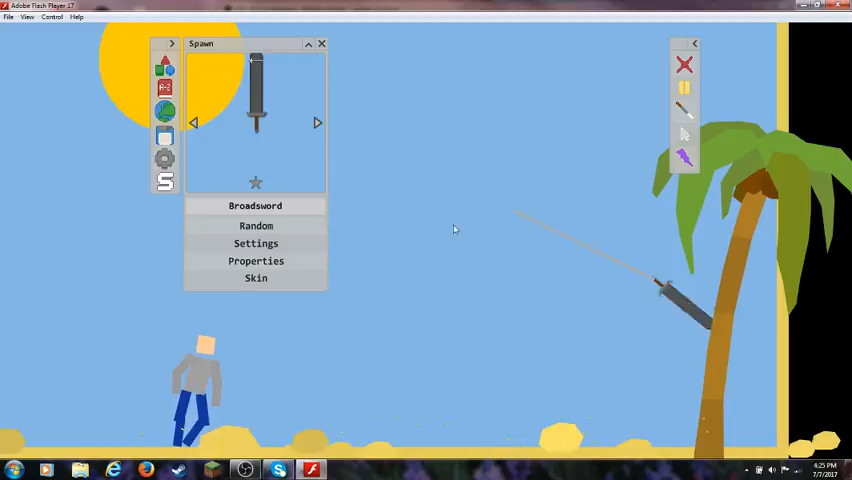 Adobe Flash Player 17
File View Control Help
Spawn
A-Z
S
Broadsword
Random
Settings
Properties
Skin
4:25 PM
7/7/2017